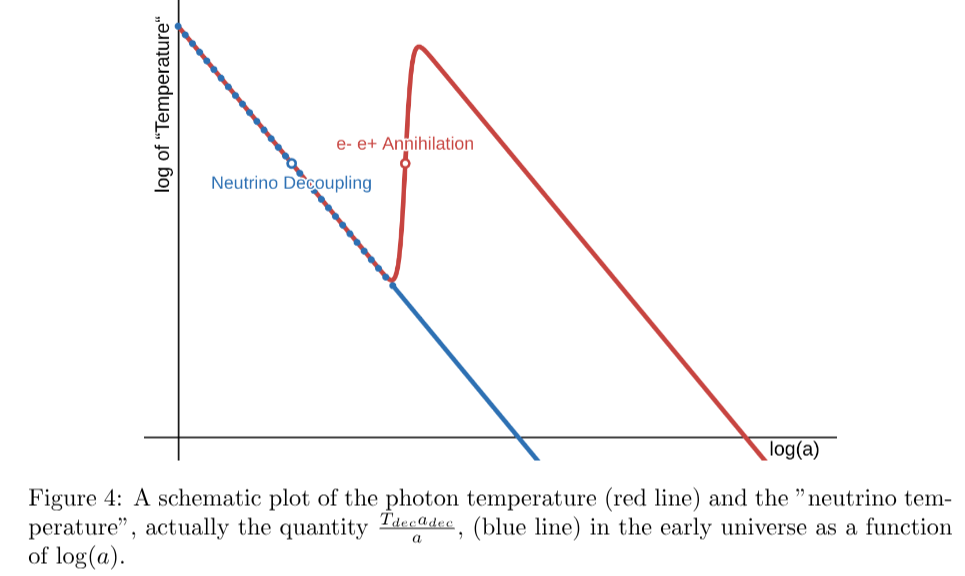 log of "Temperature"
e- e+ Annihilation
Neutrino Decoupling
log(a)
Figure 4: A schematic plot of the photon temperature (red line) and the ”neutrino tem-
perature”, actually the quantity T_{dec}a_{dec}/a, (blue line) in the early universe as a function
of log(a).